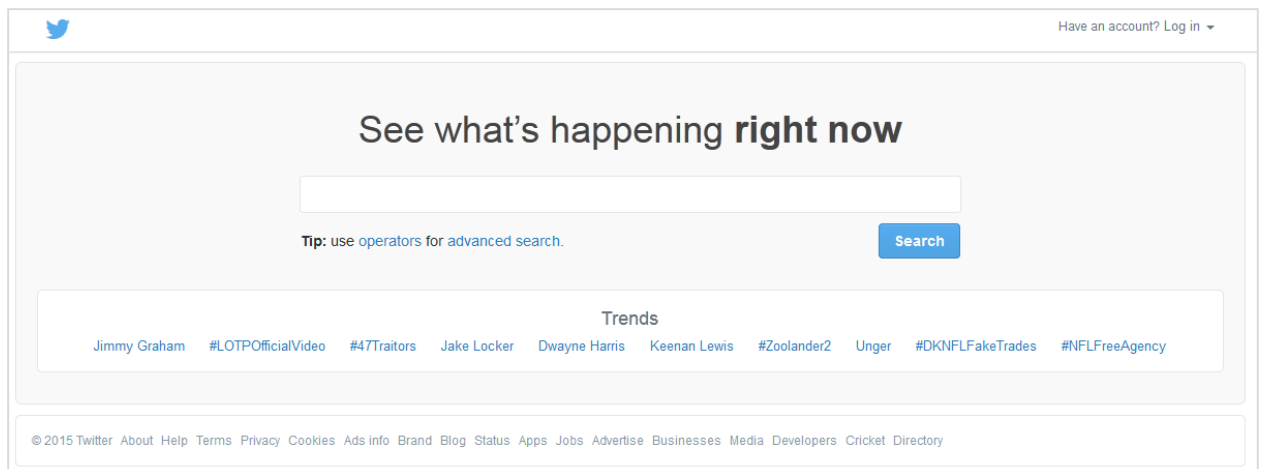 Have an account? Log in
See what's happening right now
Tip: use operators for advanced search.
Search
Trends
Jimmy Graham #LOTPOfficialVideo #47Traitors Jake Locker Dwayne Harris Keenan Lewis #Zoolander2 Unger #DKNFLFakeTrades #NFLFreeAgency
© 2015 Twitter About Help Terms Privacy Cookies Ads info Brand Blog Status Apps Jobs Advertise Businesses Media Developers Cricket Directory